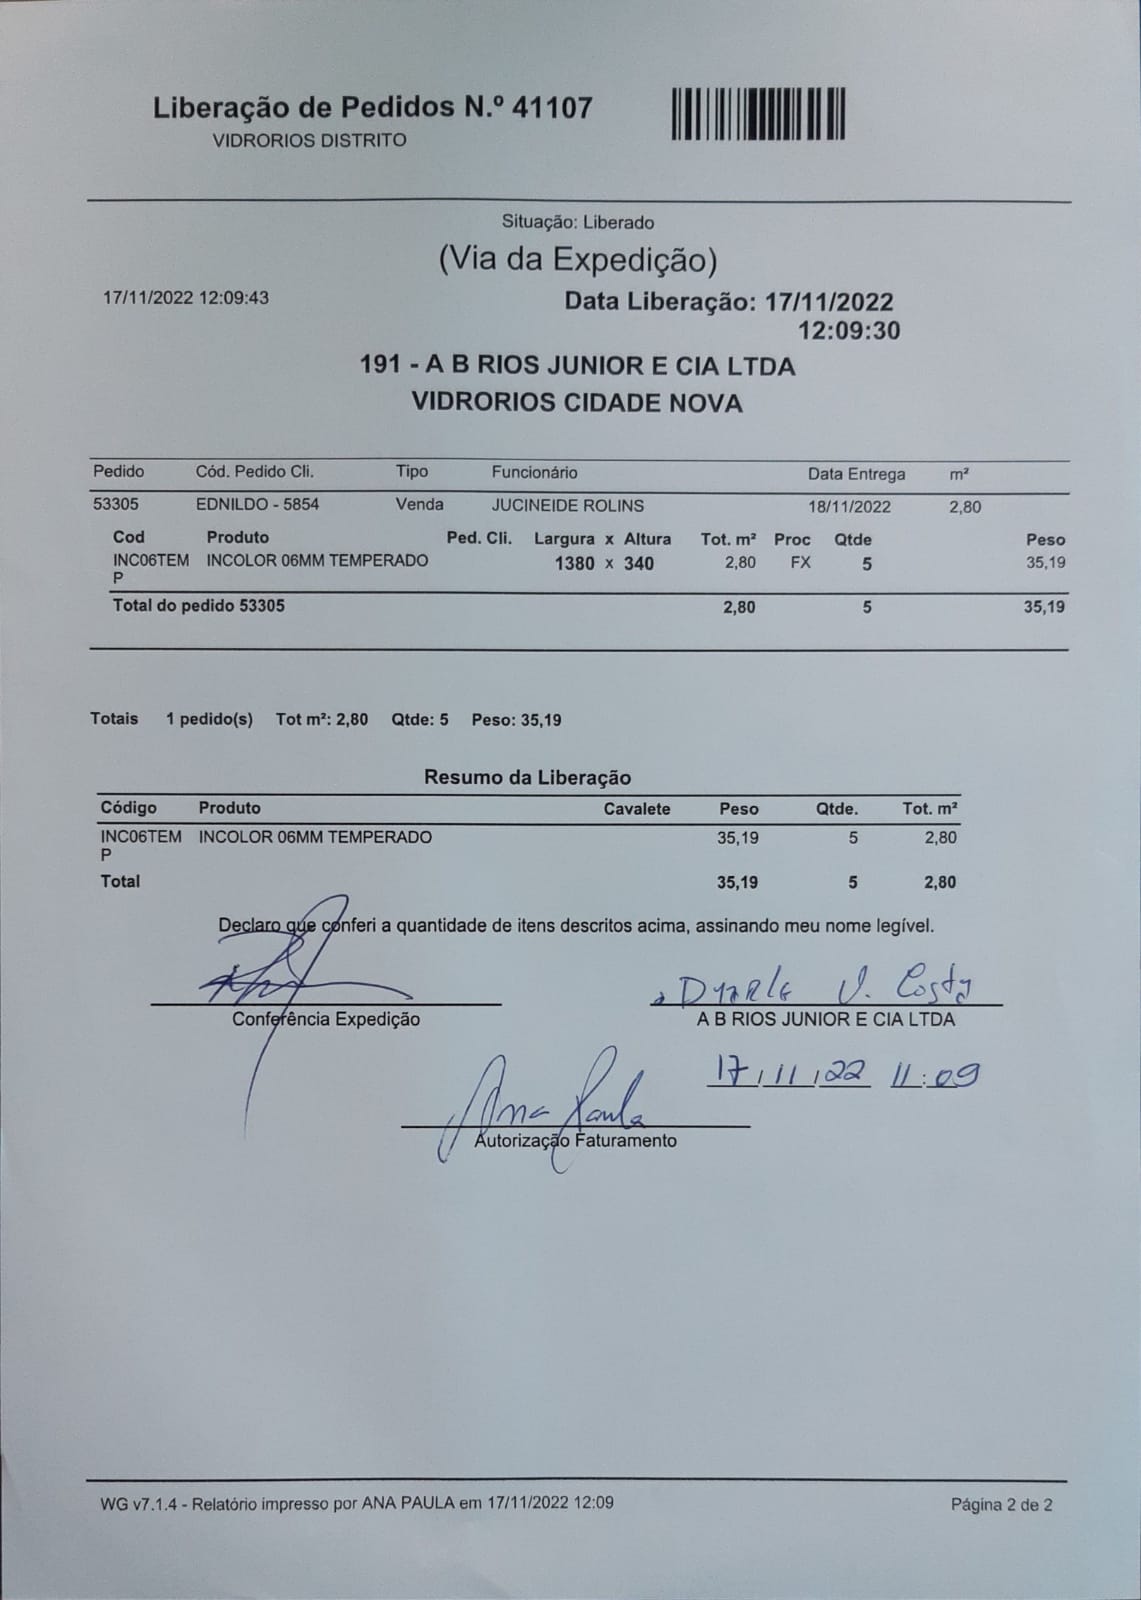 Liberação de Pedidos N.º 41107
VIDRORIOS DISTRITO
Situação: Liberado
(Via da Expedição)
17/11/2022 12:09:43
Data Liberação: 17/11/2022
12:09:30
191 - A B RIOS JUNIOR E CIA LTDA
VIDRORIOS CIDADE NOVA
Pedido Cód. Pedido Cli. Tipo Funcionário Data Entrega m²
53305 EDNILDO - 5854 Venda JUCINEIDE ROLINS 18/11/2022 2,80
Cod Produto Ped. Cli. Largura x Altura Tot. m² Proc Qtde Peso
INC06TEM INCOLOR 06MM TEMPERADO 1380 x 340 2,80 FX 5 35,19
P
Total do pedido 53305 2,80 5 35,19
Totais 1 pedido(s) Tot m²: 2,80 Qtde: 5 Peso: 35,19
Resumo da Liberação
Código Produto Cavalete Peso Qtde. Tot. m²
INC06TEM INCOLOR 06MM TEMPERADO 35,19 5 2,80
P
Total 35,19 5 2,80
Declaro que conferi a quantidade de itens descritos acima, assinando meu nome legível.
V. Costa
Conferência Expedição A B RIOS JUNIOR E CIA LTDA
17/11/22 11:09
Ana Paula
Autorização Faturamento
WG v7.1.4 - Relatório impresso por ANA PAULA em 17/11/2022 12:09 Página 2 de 2